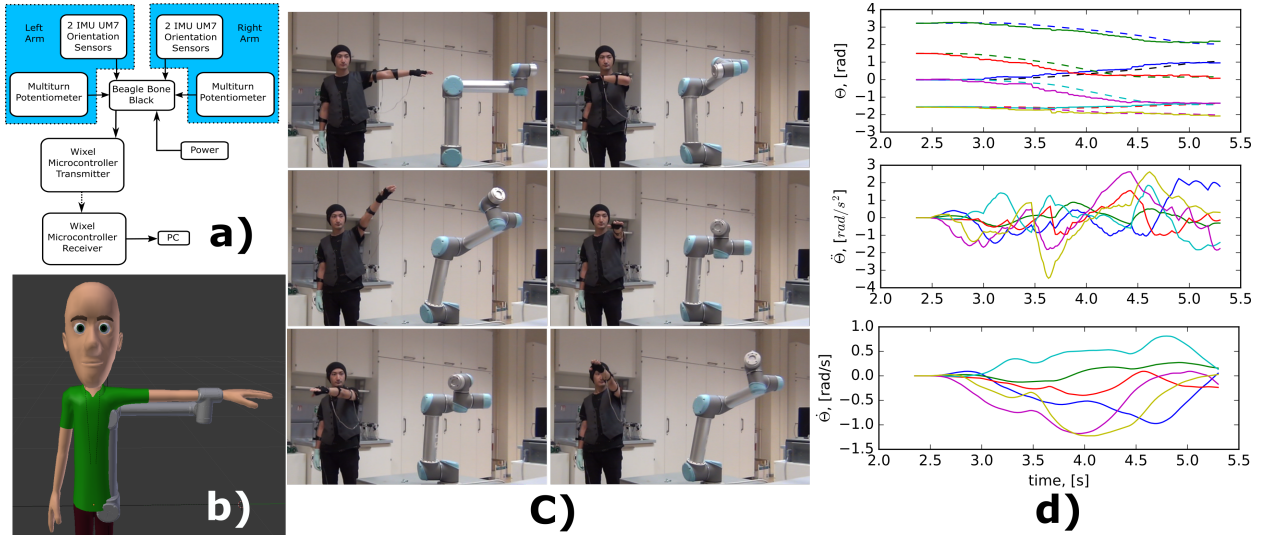 Left
Arm
2 IMU UM7
Orientation
Sensors
2 IMU UM7
Orientation
Sensors
Right
Arm
Multiturn
Potentiometer
Beagle Bone
Black
Multiturn
Potentiometer
Wixel
Microcontroller
Transmitter
Power
Wixel
Microcontroller
Receiver
PC
a)
b)
C)
Θ, [rad]
4
3
2
1
0
−1
−2
−3
2.0 2.5 3.0 3.5 4.0 4.5 5.0 5.5
Θ̈, [rad/s²]
3
2
1
0
−1
−2
−3
−4
2.0 2.5 3.0 3.5 4.0 4.5 5.0 5.5
Θ̇, [rad/s]
1.0
0.5
0.0
−0.5
−1.0
−1.5
2.0 2.5 3.0 3.5 4.0 4.5 5.0 5.5
time, [s]
d)